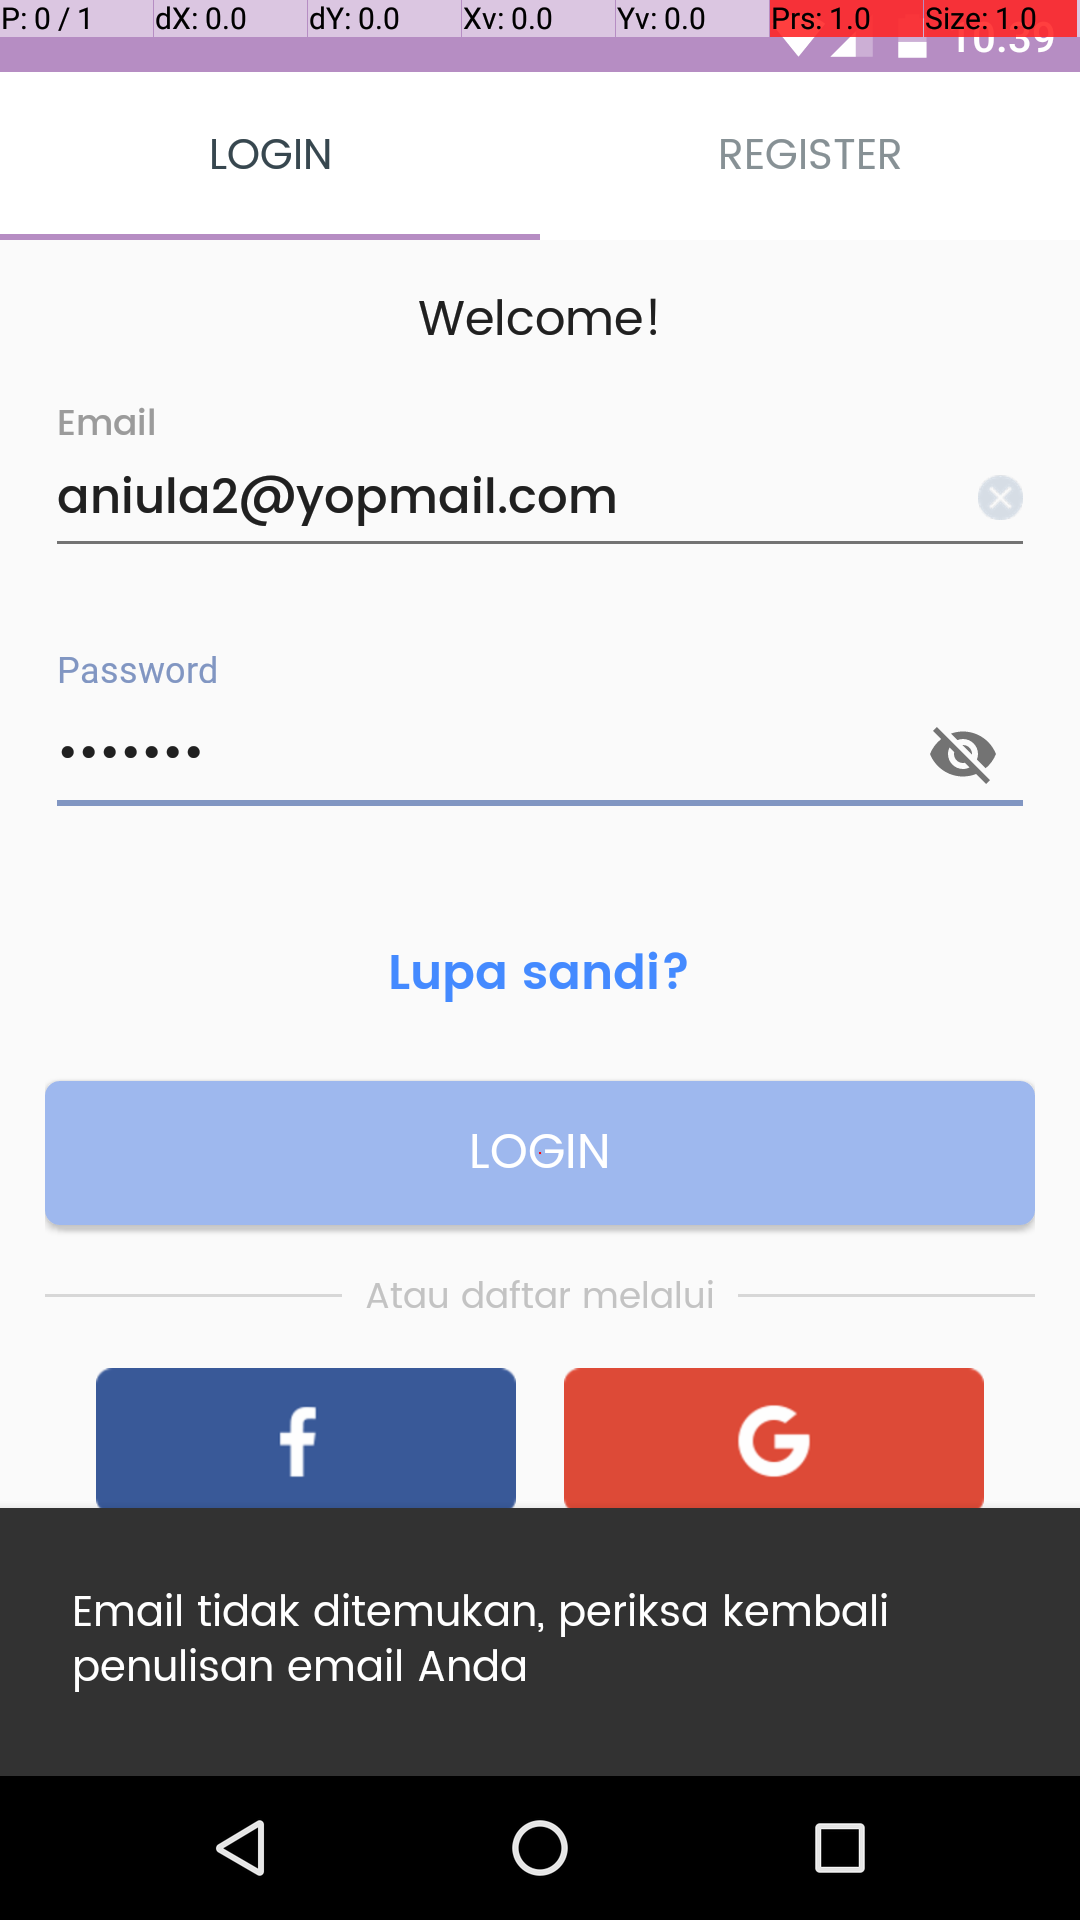 P: 0 / 1 dX: 0.0 dY: 0.0 Xv: 0.0 Yv: 0.0 Prs: 1.0 Size: 1.0
10:39
LOGIN REGISTER
Welcome!
Email
aniula2@yopmail.com
Password
•••••••
Lupa sandi?
LOGIN
Atau daftar melalui
Email tidak ditemukan, periksa kembali
penulisan email Anda